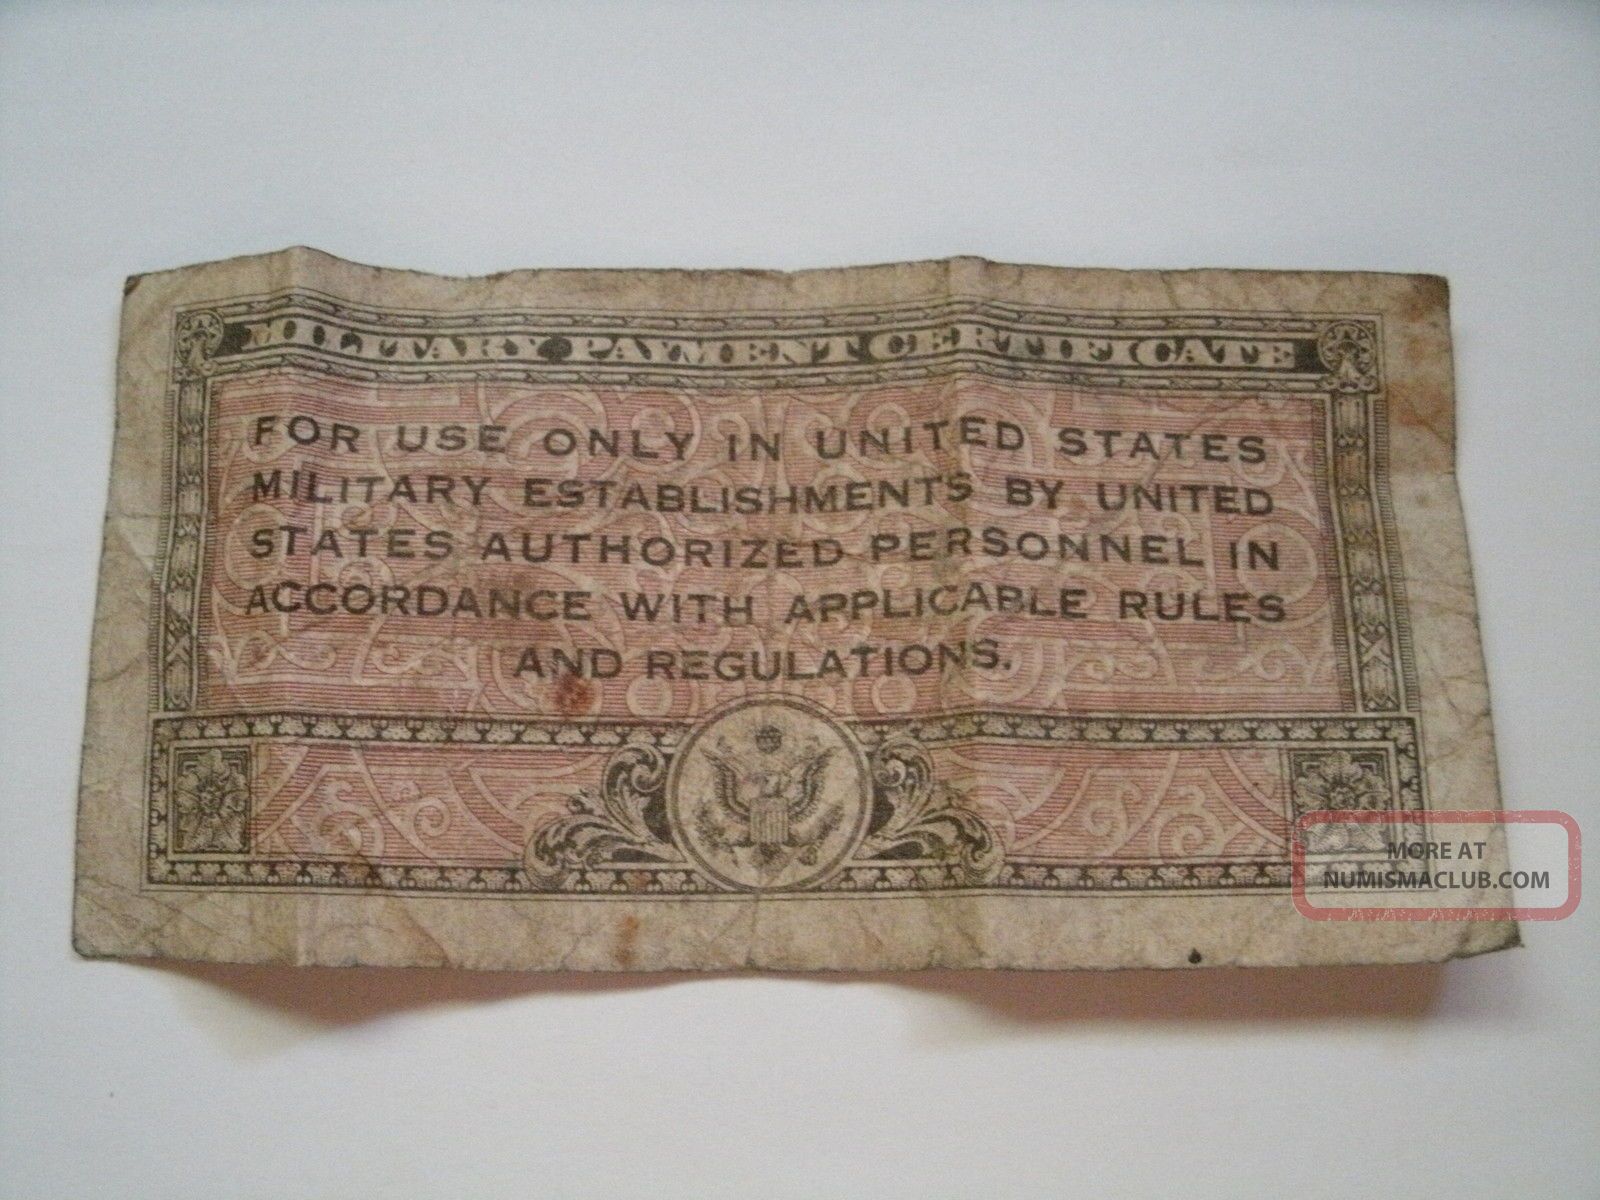 MILITARY PAYMENT CERTIFICATE
FOR USE ONLY IN UNITED STATES
MILITARY ESTABLISHMENTS BY UNITED
STATES AUTHORIZED PERSONNEL IN
ACCORDANCE WITH APPLICABLE RULES
AND REGULATIONS.
MORE AT
NUMISMACLUB.COM